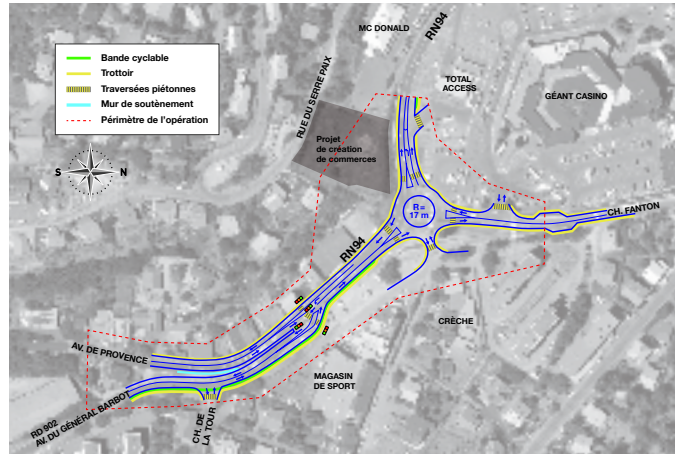 MC DONALD
RN94
Bande cyclable
Trottoir
Traversées piétonnes
Mur de soutènement
Périmètre de l'opération
RUE DU SERRE PAIX
TOTAL
ACCESS
GÉANT CASINO
Projet
de création
de commerces
S
N
R =
17 m
CH. FANTON
RN94
CRÈCHE
AV. DE PROVENCE
MAGASIN
DE SPORT
RD 902
AV. DU GÉNÉRAL BARBOT
CH. DE
LA TOUR